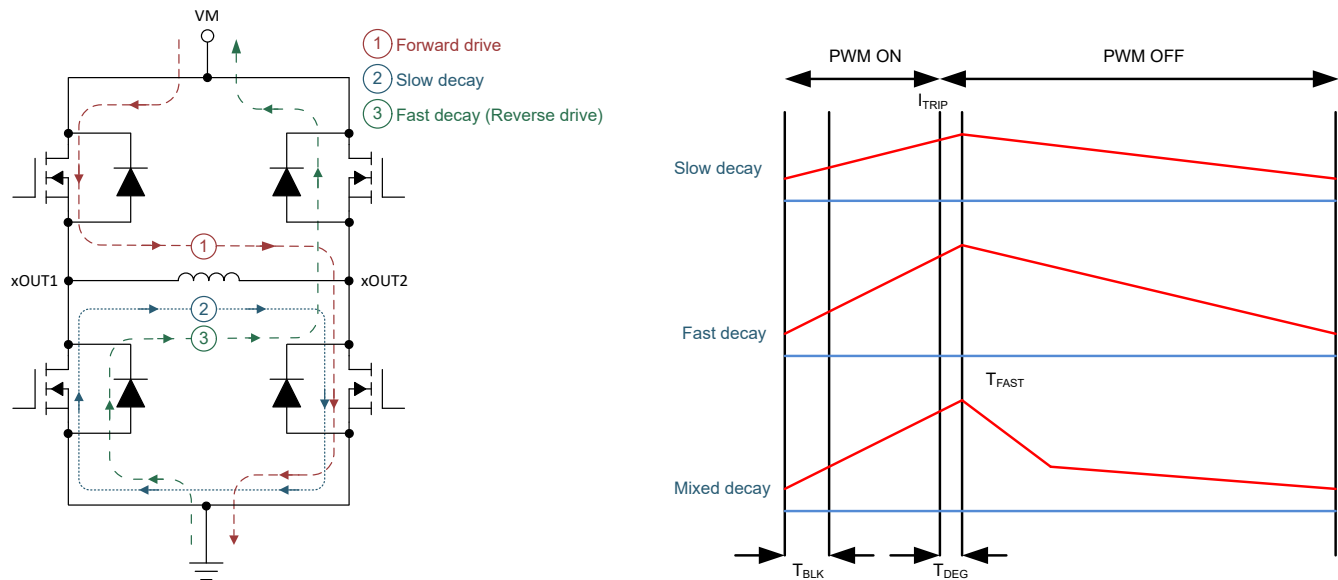 VM
1 Forward drive
2 Slow decay
3 Fast decay (Reverse drive)
1
xOUT1
xOUT2
2
3
PWM ON
PWM OFF
ITRIP
Slow decay
Fast decay
TFAST
Mixed decay
TBLK
TDEG